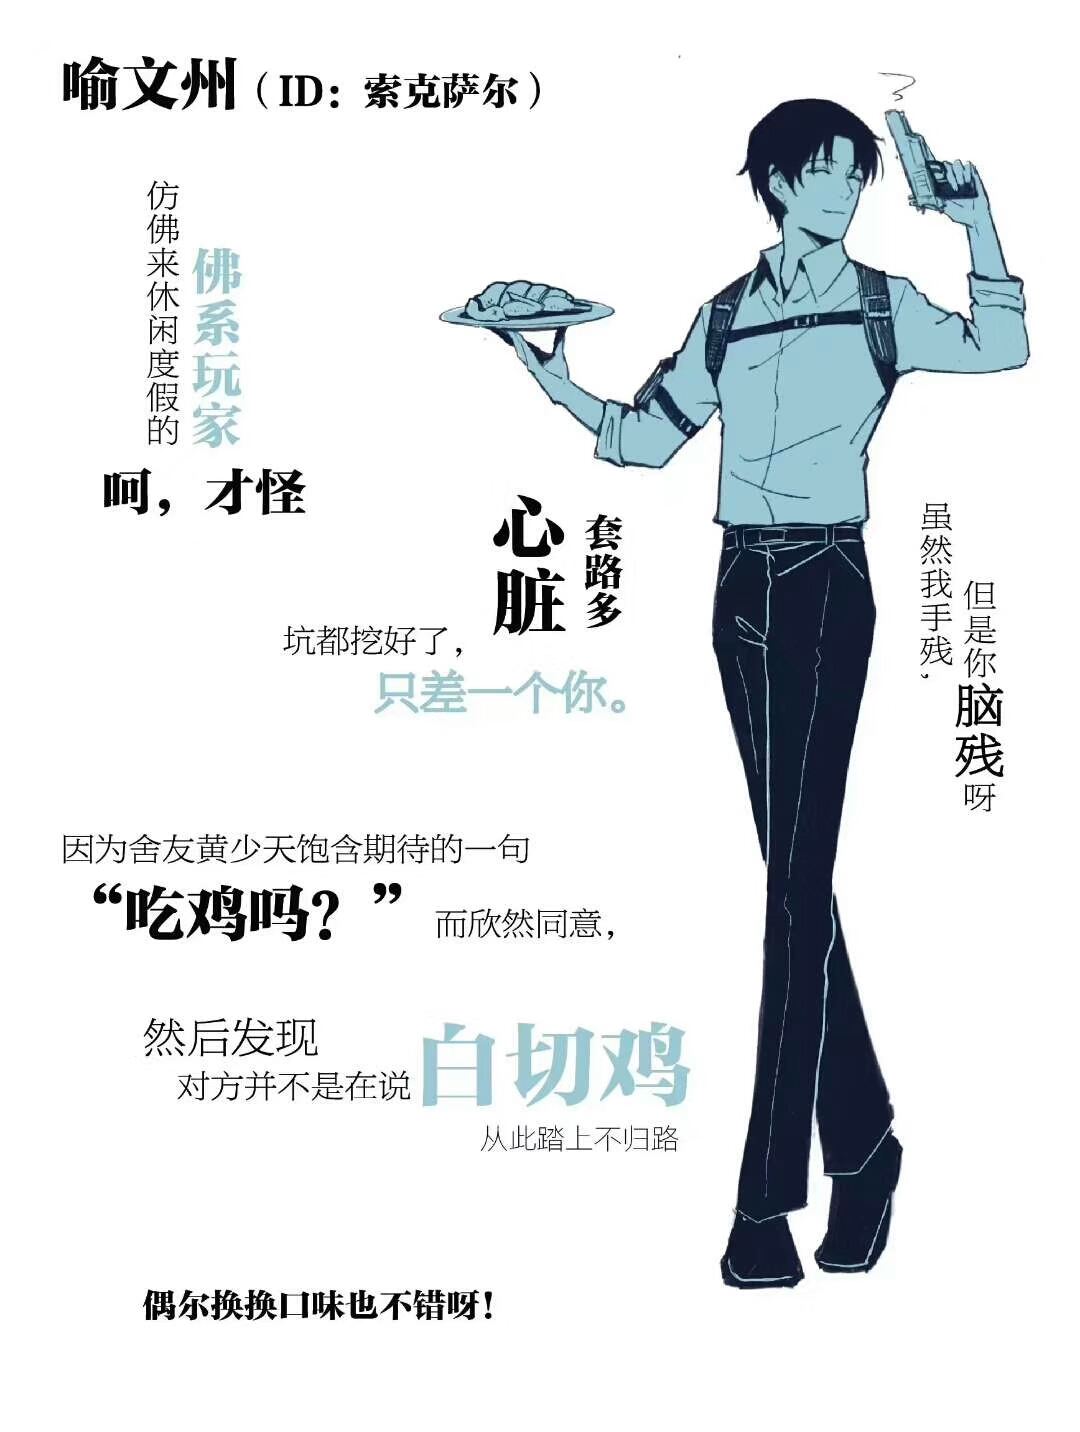 喻文州（ID：索克萨尔）
仿佛来休闲度假的
佛系玩家
呵，才怪
心脏
套路多
坑都挖好了，
只差一个你。
虽然我手残，
但是你脑残呀
因为舍友黄少天饱含期待的一句
“吃鸡吗？”而欣然同意，
然后发现
对方并不是在说白切鸡
从此踏上不归路
偶尔换换口味也不错呀！